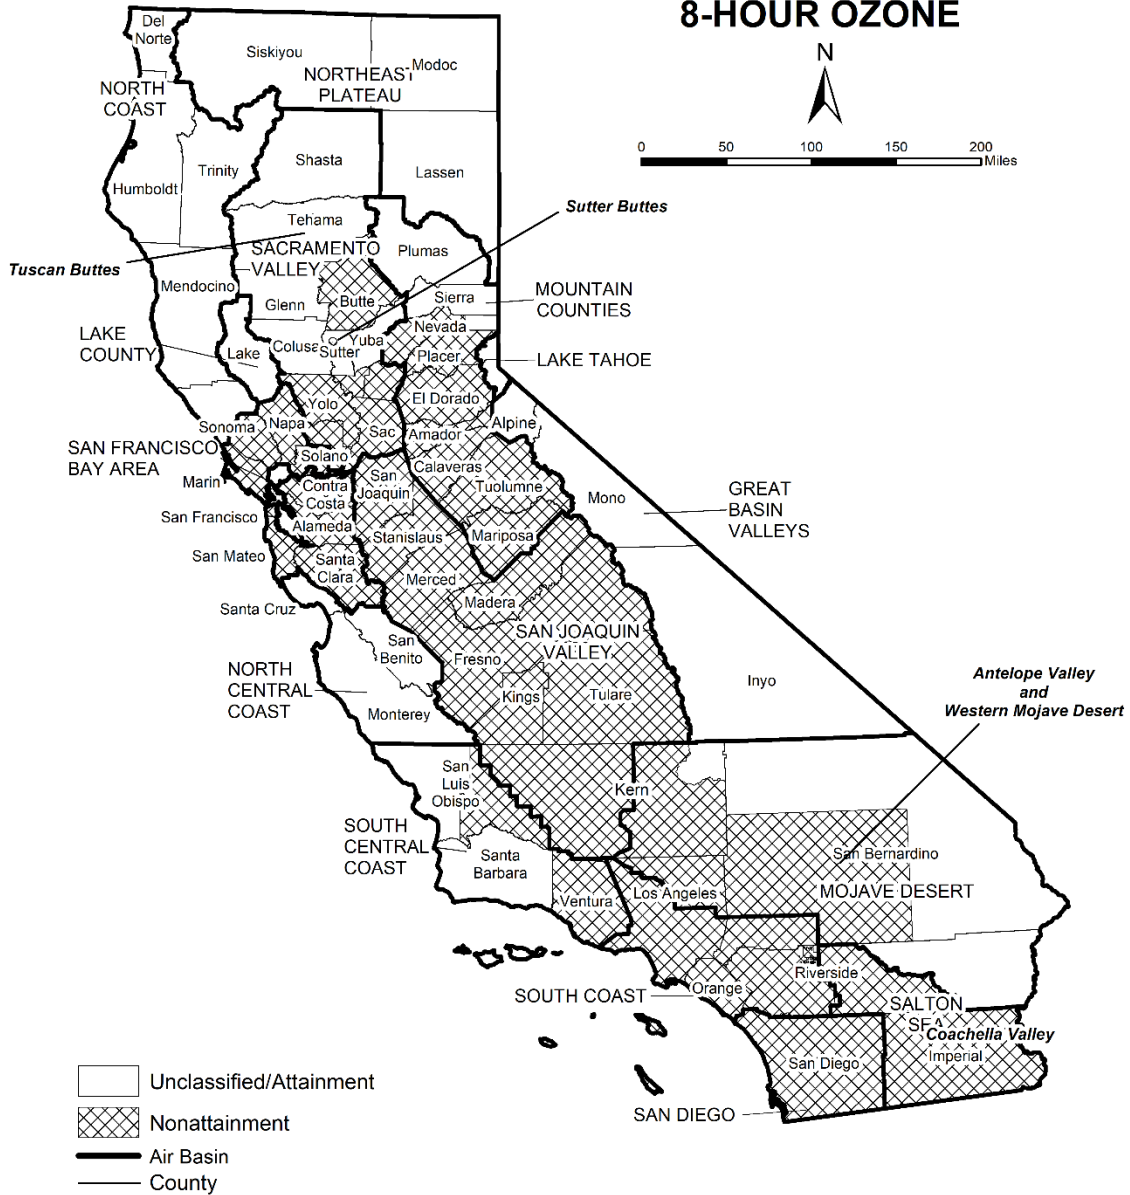 8-HOUR OZONE
N
0 50 100 150 200
Miles
Del
Norte
Siskiyou
Modoc
NORTHEAST
PLATEAU
NORTH
COAST
Shasta
Trinity
Lassen
Humboldt
Sutter Buttes
Tehama
SACRAMENTO
VALLEY
Plumas
Tuscan Buttes
Mendocino
Butte
Glenn
Sierra
MOUNTAIN
COUNTIES
Nevada
LAKE
COUNTY
Lake
Colusa
Sutter
Yuba
Placer
LAKE TAHOE
El Dorado
Yolo
Napa
Sonoma
Sac
Amador
Alpine
SAN FRANCISCO
BAY AREA
Solano
Calaveras
Marin
Contra
Costa
San
Joaquin
Tuolumne
Mono
GREAT
BASIN
VALLEYS
San Francisco
Alameda
Stanislaus
Mariposa
San Mateo
Santa
Clara
Merced
Madera
Santa Cruz
SAN JOAQUIN
VALLEY
San
Benito
Fresno
NORTH
CENTRAL
COAST
Kings
Tulare
Inyo
Monterey
Antelope Valley
and
Western Mojave Desert
San
Luis
Obispo
Kern
SOUTH
CENTRAL
COAST
Santa
Barbara
San Bernardino
MOJAVE DESERT
Ventura
Los Angeles
Riverside
Orange
SOUTH COAST
SALTON
SEA
Coachella Valley
Imperial
San Diego
SAN DIEGO
Unclassified/Attainment
Nonattainment
Air Basin
County